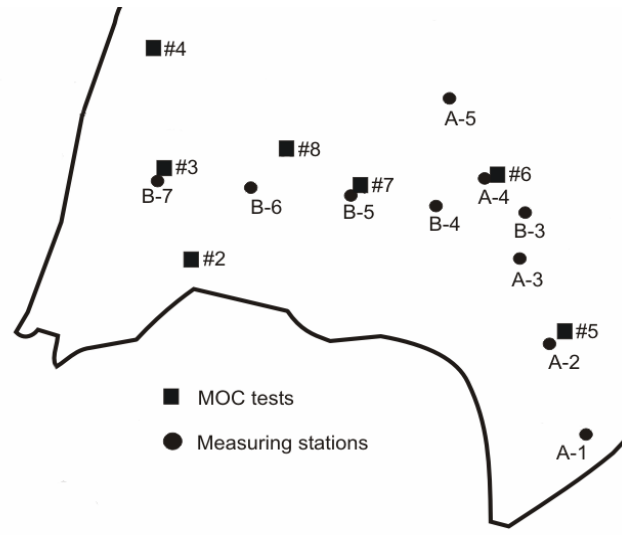 #4
A-5
#8
#3
#6
#7
A-4
B-7
B-6
B-5
B-4
B-3
#2
A-3
#5
A-2
MOC tests
Measuring stations
A-1